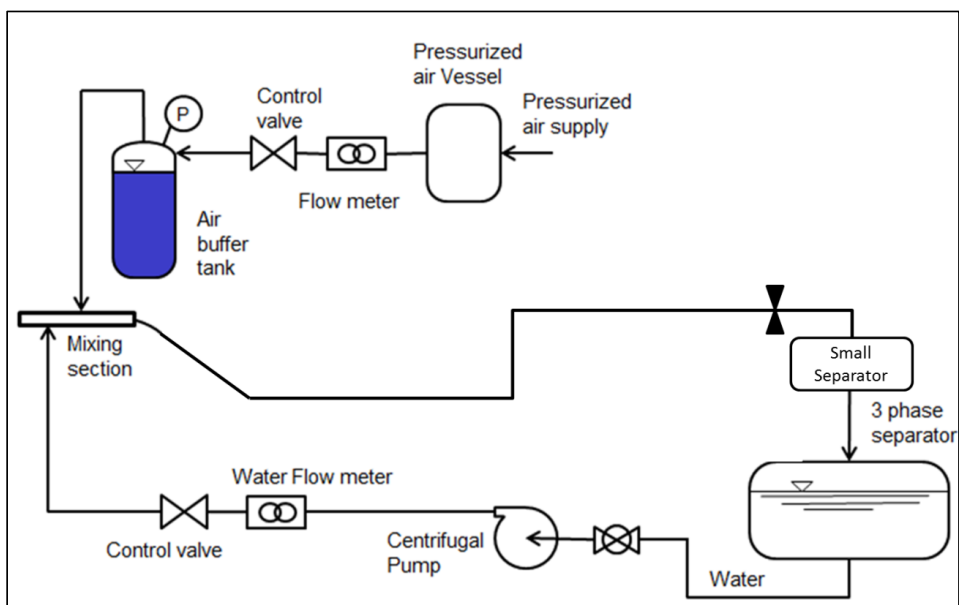 Pressurized
air Vessel
Control
valve
Pressurized
air supply
P
Flow meter
Air
buffer
tank
Mixing
section
Small
Separator
3 phase
separator
Water Flow meter
Control valve
Centrifugal
Pump
Water